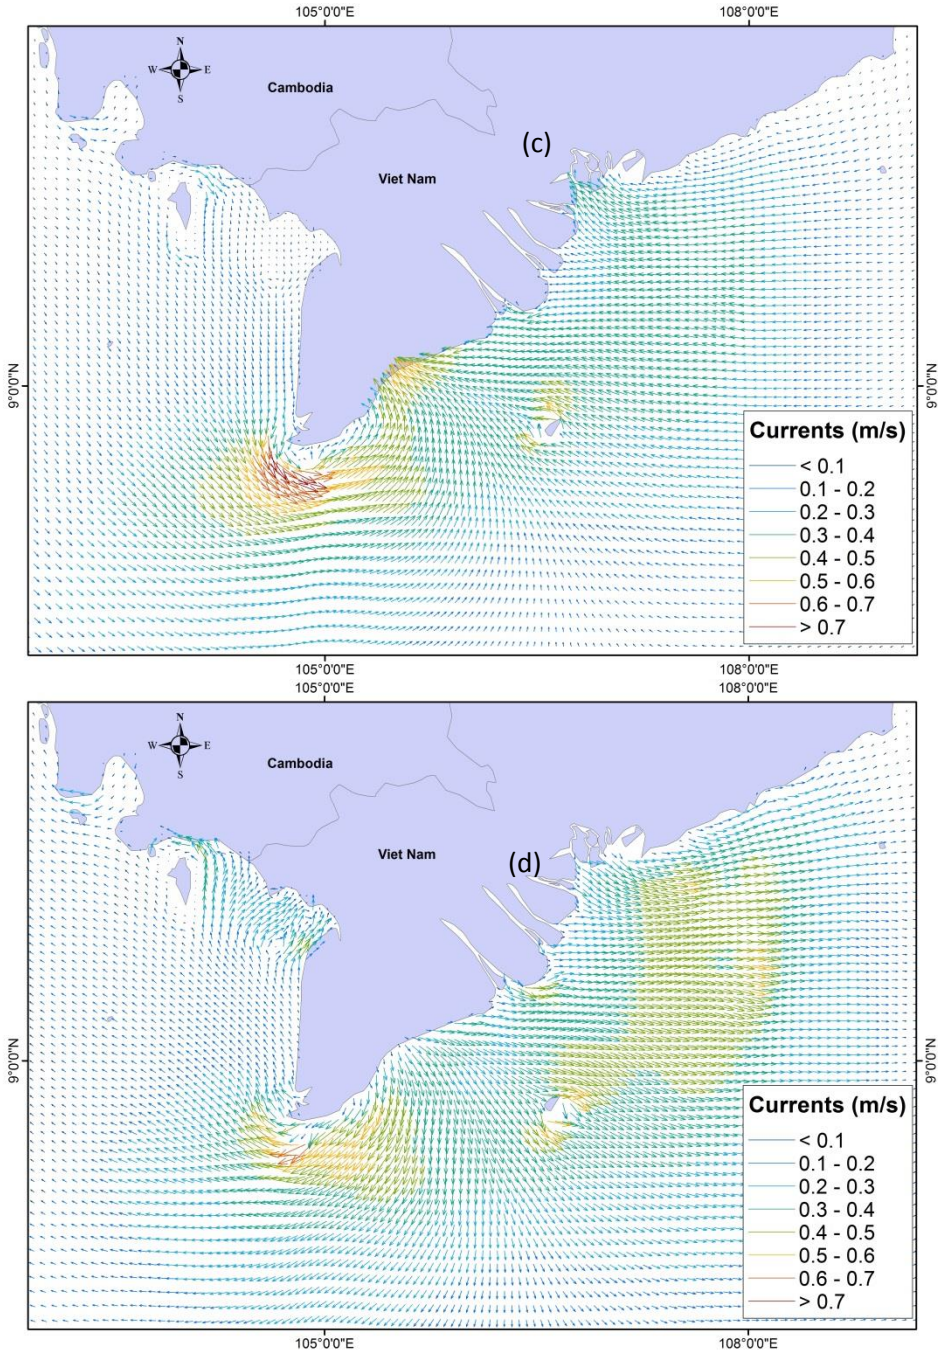 105°0'0"E 108°0'0"E
N
W E
S
Cambodia
(c)
Viet Nam
9°0'0"N 9°0'0"N
Currents (m/s)
< 0.1
0.1 - 0.2
0.2 - 0.3
0.3 - 0.4
0.4 - 0.5
0.5 - 0.6
0.6 - 0.7
> 0.7
105°0'0"E 108°0'0"E
105°0'0"E 108°0'0"E
N
W E
S
Cambodia
Viet Nam
(d)
9°0'0"N 9°0'0"N
Currents (m/s)
< 0.1
0.1 - 0.2
0.2 - 0.3
0.3 - 0.4
0.4 - 0.5
0.5 - 0.6
0.6 - 0.7
> 0.7
105°0'0"E 108°0'0"E